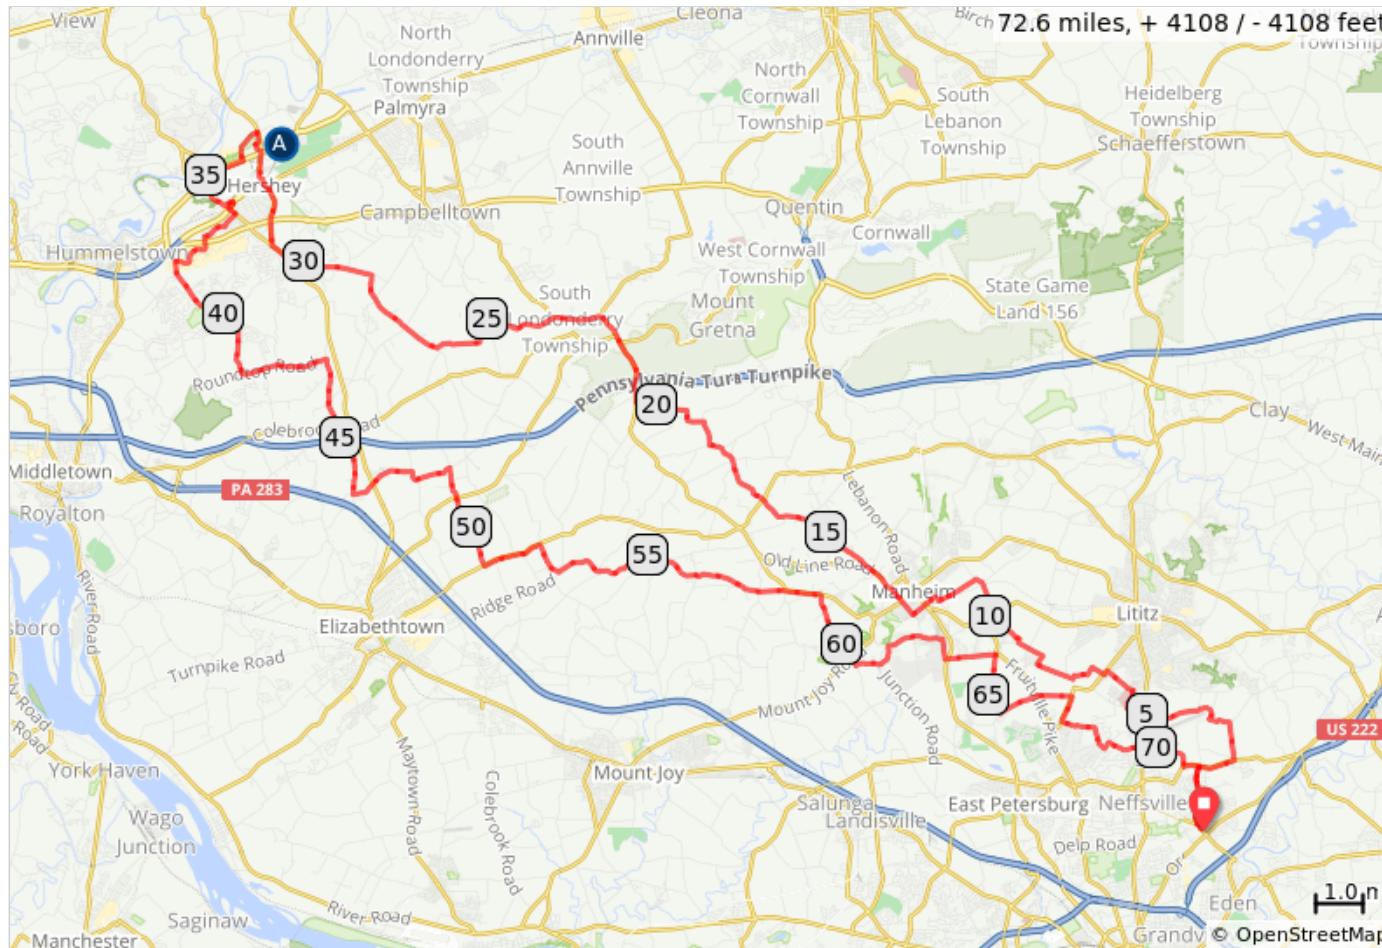 View
Cleona
Birch
72.6 miles, + 4108 / - 4108 feet
North
Londonderry
Township
Annville
Township
Palmyra
North
Cornwall
Township
South
Lebanon
Township
Heidelberg
Township
Schaefferstown
A
South
Annville
Township
35
Hershey
Campbelltown
Quentin
Cornwall
Hummelstown
West Cornwall
Township
30
40
South
Londonderry
Township
25
Mount
Gretna
State Game
Land 156
Roundtop Road
Pennsylvania Turn Turnpike
20
Clay
West Main
45
Middletown
PA 283
Royalton
Lebanon Road
50
15
55
Old Line Road
Ridge Road
Manheim
10
Lititz
River Road
sboro
Elizabethtown
60
Turnpike Road
Mount Joy Road
Junction Road
Fruitville Pike
65
5
70
US 222
York Haven
Maytown Road
Colebrook Road
Mount Joy
Salunga
Landisville
East Petersburg
Neffsville
Wago
Junction
Delp Road
Eden
1.0
Saginaw
River Road
Manchester
Grandv
© OpenStreetMap